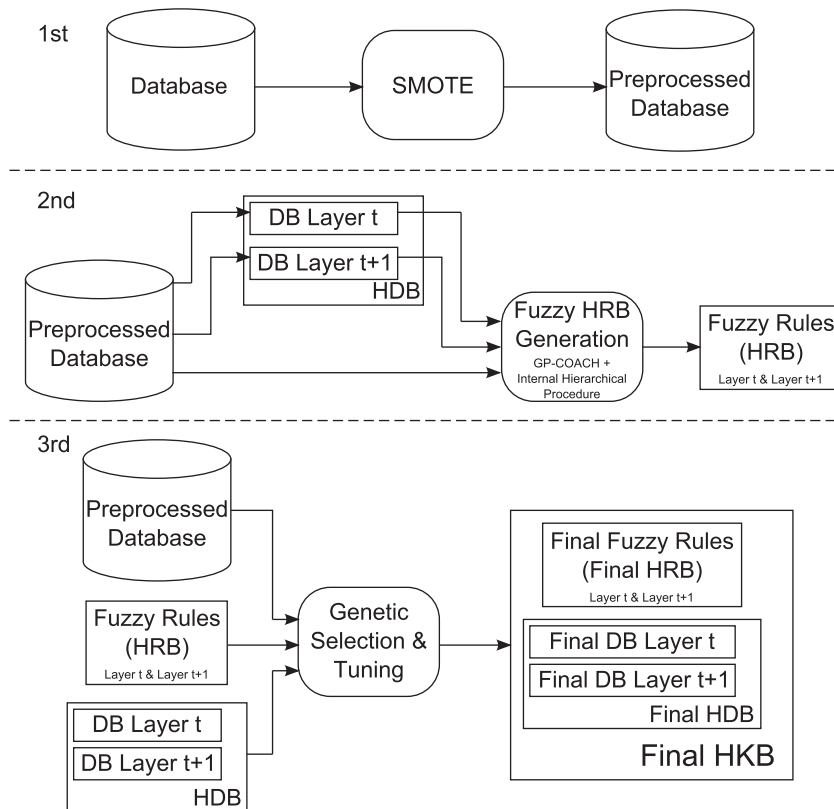 1st
Database
SMOTE
Preprocessed
Database
2nd
DB Layer t
DB Layer t+1
HDB
Preprocessed
Database
Fuzzy HRB
Generation
GP-COACH +
Internal Hierarchical
Procedure
Fuzzy Rules
(HRB)
Layer t & Layer t+1
3rd
Preprocessed
Database
Fuzzy Rules
(HRB)
Layer t & Layer t+1
DB Layer t
DB Layer t+1
HDB
Genetic
Selection &
Tuning
Final Fuzzy Rules
(Final HRB)
Layer t & Layer t+1
Final DB Layer t
Final DB Layer t+1
Final HDB
Final HKB